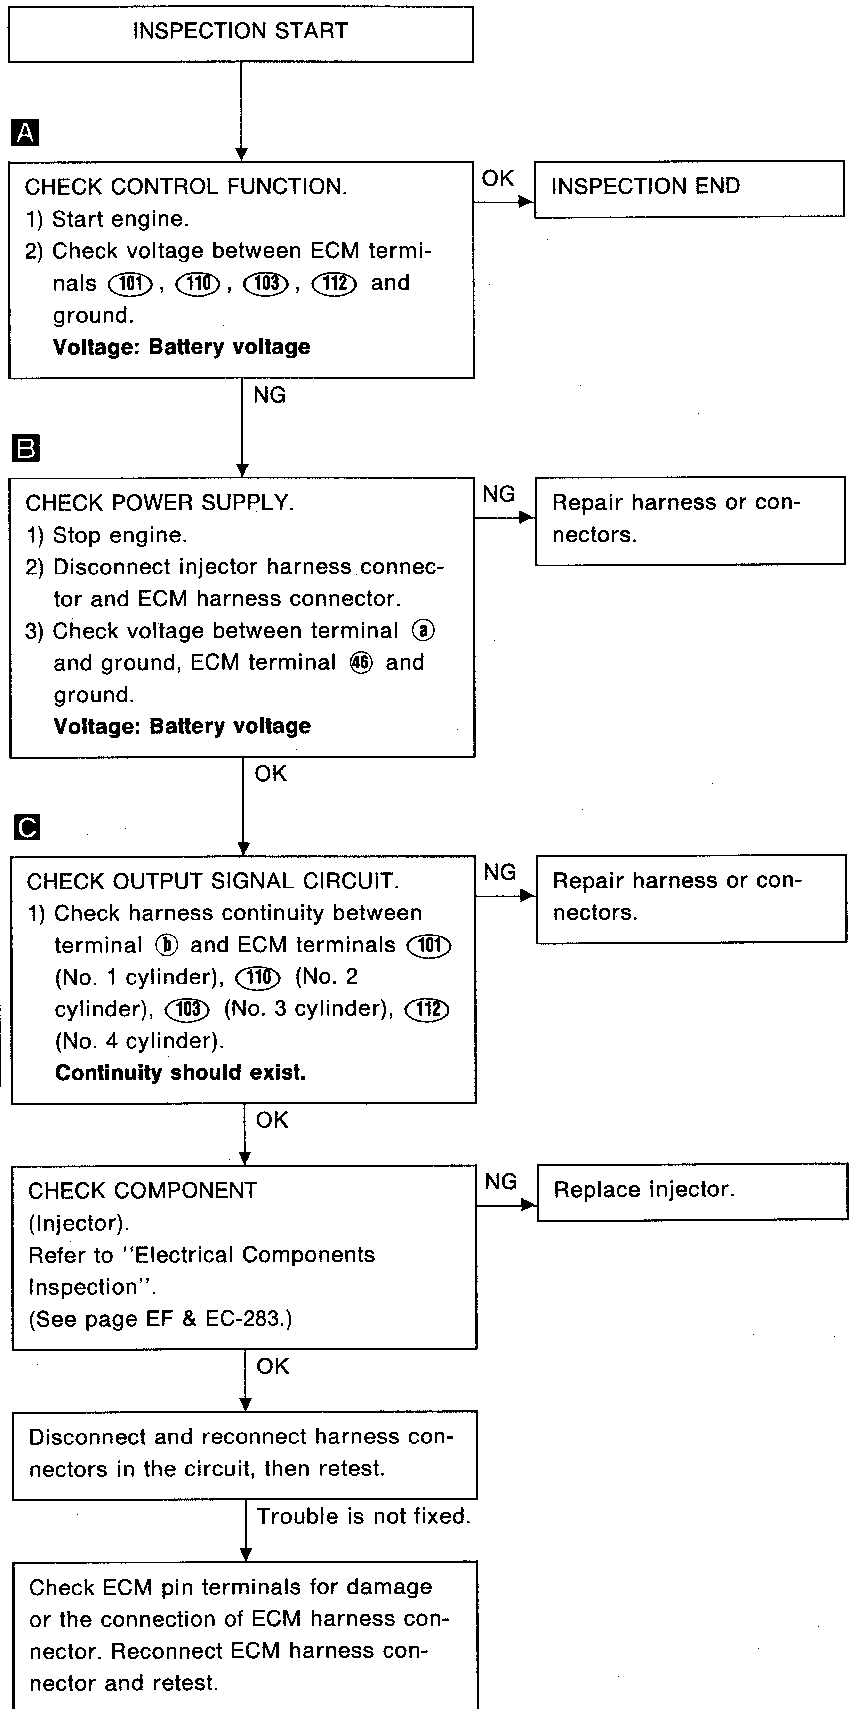 INSPECTION START
A
CHECK CONTROL FUNCTION.
1) Start engine.
2) Check voltage between ECM termi-
nals 101, 110, 103, 112 and
ground.
Voltage: Battery voltage
OK
INSPECTION END
NG
B
CHECK POWER SUPPLY.
1) Stop engine.
2) Disconnect injector harness connec-
tor and ECM harness connector.
3) Check voltage between terminal a
and ground, ECM terminal 46 and
ground.
Voltage: Battery voltage
NG
Repair harness or con-
nectors.
OK
C
CHECK OUTPUT SIGNAL CIRCUIT.
1) Check harness continuity between
terminal b and ECM terminals 101
(No. 1 cylinder), 110 (No. 2
cylinder), 103 (No. 3 cylinder), 112
(No. 4 cylinder).
Continuity should exist.
NG
Repair harness or con-
nectors.
OK
CHECK COMPONENT
(Injector).
Refer to "Electrical Components
Inspection".
(See page EF & EC-283.)
NG
Replace injector.
OK
Disconnect and reconnect harness con-
nectors in the circuit, then retest.
Trouble is not fixed.
Check ECM pin terminals for damage
or the connection of ECM harness con-
nector. Reconnect ECM harness con-
nector and retest.